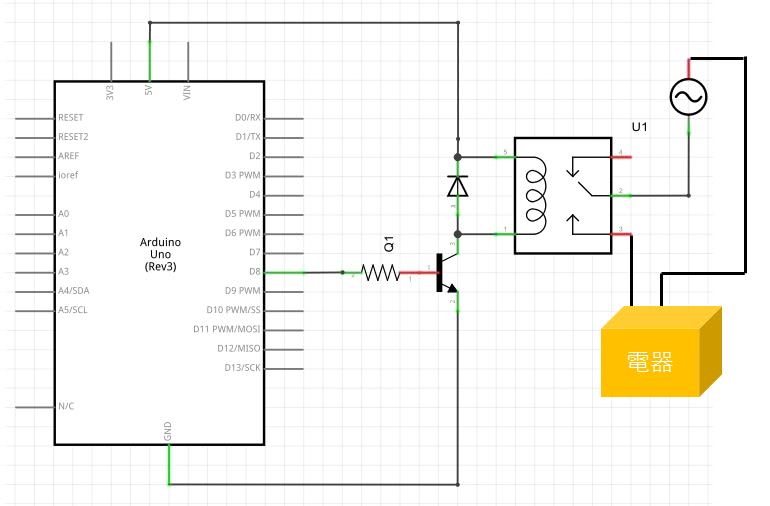 3V3
5V
VIN
RESET
RESET2
AREF
ioref
A0
A1
A2
A3
A4/SDA
A5/SCL
N/C
Arduino
Uno
(Rev3)
D0/RX
D1/TX
D2
D3 PWM
D4
D5 PWM
D6 PWM
D7
D8
D9 PWM
D10 PWM/SS
D11 PWM/MOSI
D12/MISO
D13/SCK
GND
Q1
1
3
2
U1
5
1
4
2
3
電器